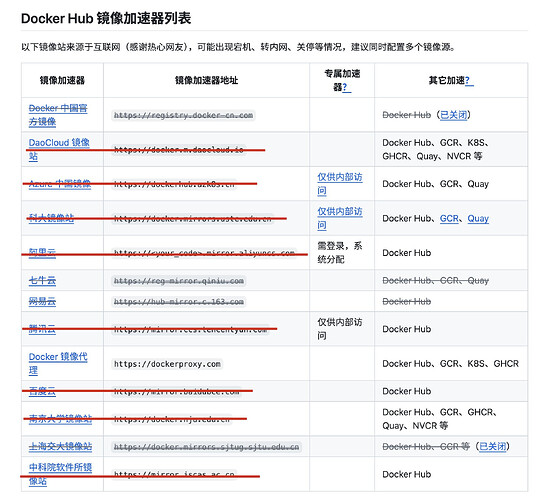 Docker Hub 镜像加速器列表
以下镜像站来源于互联网（感谢热心网友），可能出现宕机、转内网、关停等情况，建议同时配置多个镜像源。
镜像加速器 镜像加速器地址 专属加速器? 其它加速?
Docker 中国官方镜像 https://registry.docker-cn.com Docker Hub（已关闭）
DaoCloud 镜像站 https://docker.m.daocloud.io Docker Hub、GCR、K8S、GHCR、Quay、NVCR 等
Azure 中国镜像 https://dockerhub.azk8s.cn 仅供内部访问 Docker Hub、GCR、Quay
科大镜像站 https://docker.mirrors.ustc.edu.cn 仅供内部访问 Docker Hub、GCR、Quay
阿里云 https://<your_code>.mirror.aliyuncs.com 需登录，系统分配 Docker Hub
七牛云 https://reg-mirror.qiniu.com Docker Hub、GCR、Quay
网易云 https://hub-mirror.c.163.com Docker Hub
腾讯云 https://mirror.ccs.tencentyun.com 仅供内部访问 Docker Hub
Docker 镜像代理 https://dockerproxy.com Docker Hub、GCR、K8S、GHCR
百度云 https://mirror.baidubce.com Docker Hub
南京大学镜像站 https://docker.nju.edu.cn Docker Hub、GCR、GHCR、Quay、NVCR 等
上海交大镜像站 https://docker.mirrors.sjtug.sjtu.edu.cn Docker Hub、GCR 等（已关闭）
中科院软件所镜像站 https://mirror.iscas.ac.cn Docker Hub